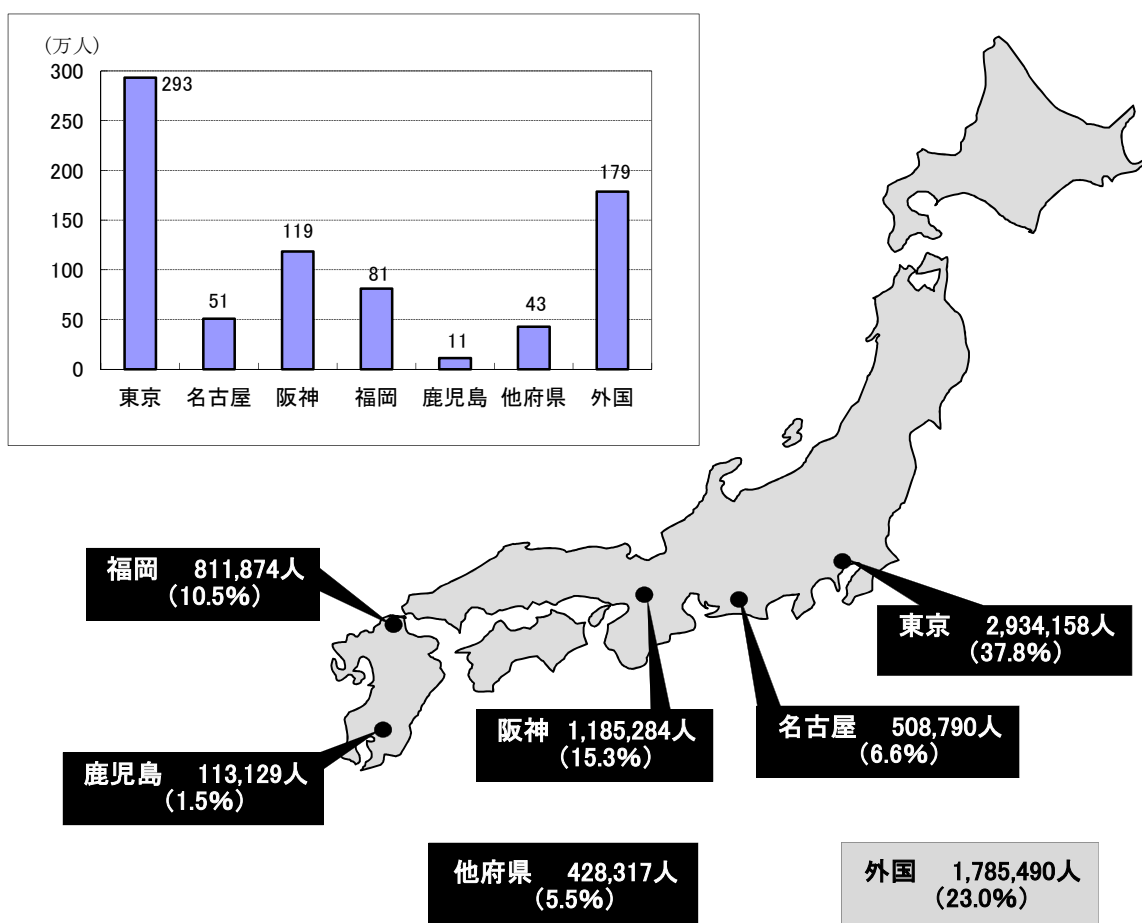 (万人)
300
250
200
150
100
50
0
293
51
119
81
11
43
179
東京 名古屋 阪神 福岡 鹿児島 他府県 外国
福岡 811,874人
(10.5%)
東京 2,934,158人
(37.8%)
阪神 1,185,284人
(15.3%)
名古屋 508,790人
(6.6%)
鹿児島 113,129人
(1.5%)
他府県 428,317人
(5.5%)
外国 1,785,490人
(23.0%)